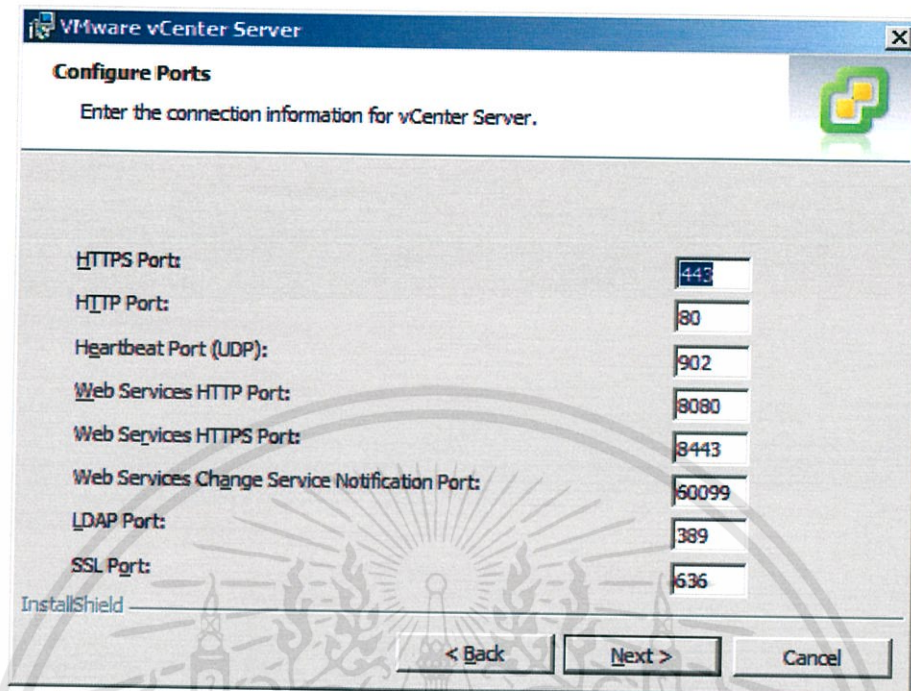 VMware vCenter Server
Configure Ports
Enter the connection information for vCenter Server.
HTTPS Port: 443
HTTP Port: 80
Heartbeat Port (UDP): 902
Web Services HTTP Port: 8080
Web Services HTTPS Port: 8443
Web Services Change Service Notification Port: 60099
LDAP Port: 389
SSL Port: 636
InstallShield
< Back Next > Cancel